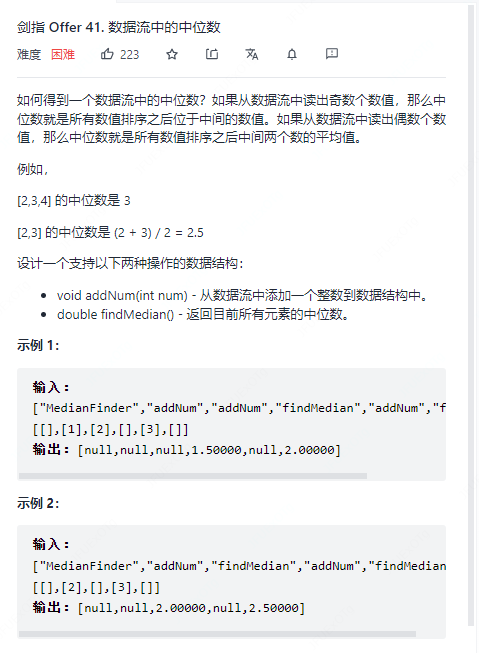 剑指 Offer 41. 数据流中的中位数
难度 困难 223
如何得到一个数据流中的中位数？如果从数据流中读出奇数个数值，那么中
位数就是所有数值排序之后位于中间的数值。如果从数据流中读出偶数个数
值，那么中位数就是所有数值排序之后中间两个数的平均值。
例如，
[2,3,4] 的中位数是 3
[2,3] 的中位数是 (2 + 3) / 2 = 2.5
设计一个支持以下两种操作的数据结构：
• void addNum(int num) - 从数据流中添加一个整数到数据结构中。
• double findMedian() - 返回目前所有元素的中位数。
示例 1：
输入：
["MedianFinder","addNum","addNum","findMedian","addNum","f
[[],[1],[2],[],[3],[]]
输出：[null,null,null,1.50000,null,2.00000]
示例 2：
输入：
["MedianFinder","addNum","findMedian","addNum","findMedian
[[],[2],[],[3],[]]
输出：[null,null,2.00000,null,2.50000]